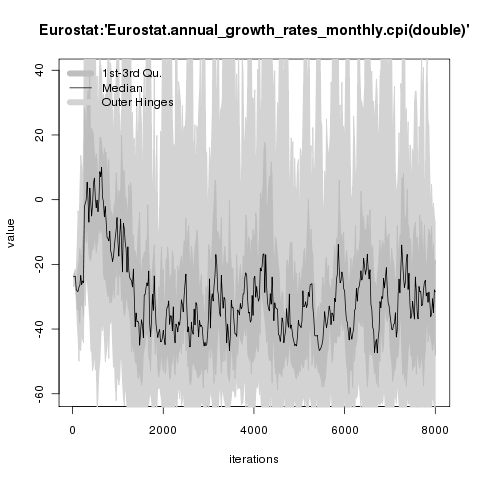 Eurostat:'Eurostat.annual_growth_rates_monthly.cpi(double)'
1st-3rd Qu.
Median
Outer Hinges
40
20
0
-20
-40
-60
value
0 2000 4000 6000 8000
iterations